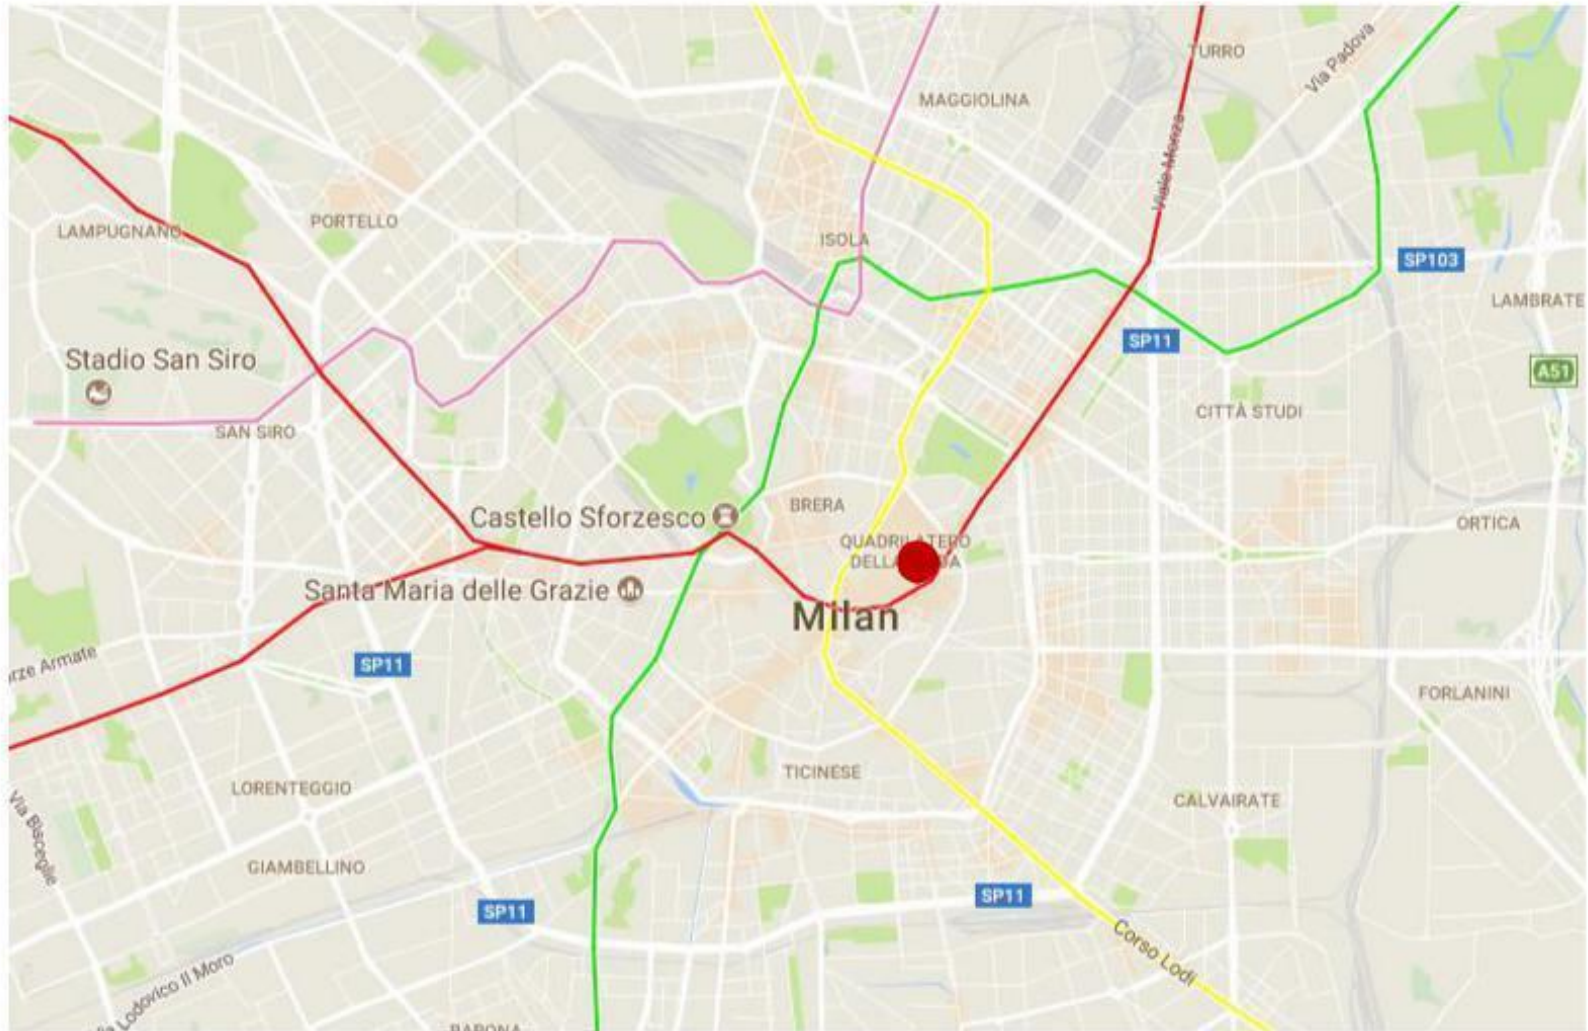 TURRO
Via Padova
MAGGIOLINA
Viale Monza
LAMPUGNANO
PORTELLO
ISOLA
SP103
LAMBRATE
SP11
Stadio San Siro
A51
CITTÀ STUDI
SAN SIRO
BRERA
Castello Sforzesco
ORTICA
QUADRILATERO
Santa Maria delle Grazie
Milan
Armate
SP11
FORLANINI
TICINESE
LORENTEGGIO
CALVAIRATE
Via Bisceglie
GIAMBELLINO
SP11
SP11
Corso Lodi
Lodovico Il Moro
BARONA